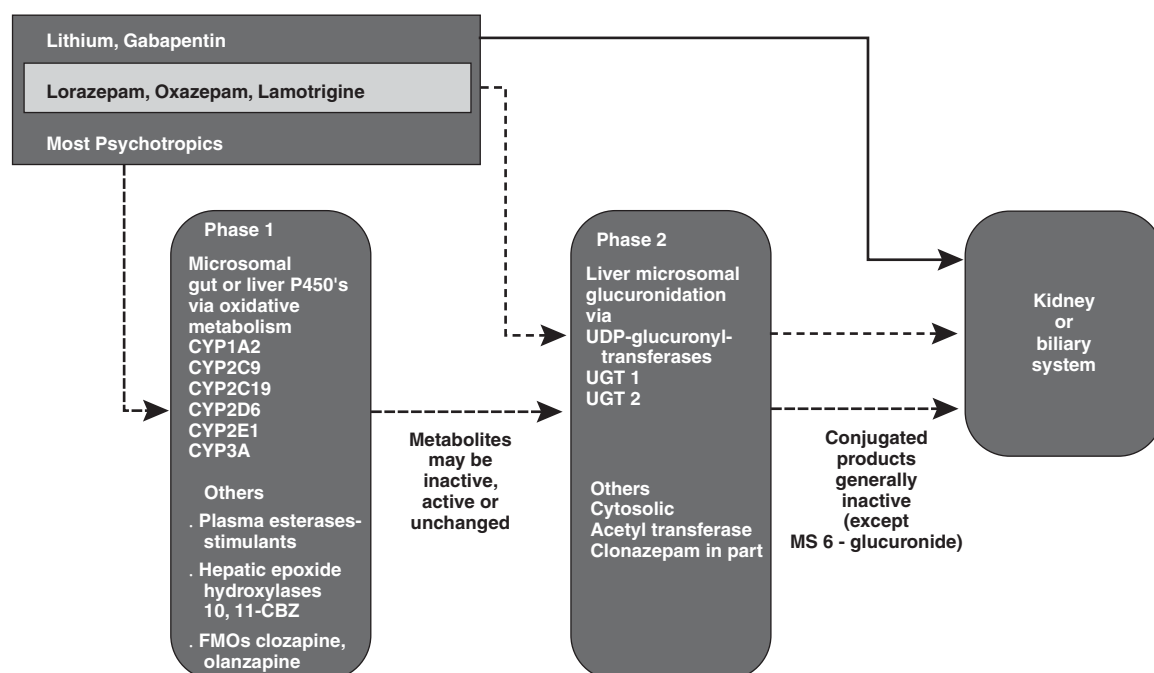 Lithium, Gabapentin
Lorazepam, Oxazepam, Lamotrigine
Most Psychotropics
Phase 1
Microsomal
gut or liver P450's
via oxidative
metabolism
CYP1A2
CYP2C9
CYP2C19
CYP2D6
CYP2E1
CYP3A
Others
. Plasma esterases-
stimulants
. Hepatic epoxide
hydroxylases
10, 11-CBZ
. FMOs clozapine,
olanzapine
Metabolites
may be
inactive,
active or
unchanged
Phase 2
Liver microsomal
glucuronidation
via
UDP-glucuronyl-
transferases
UGT 1
UGT 2
Others
Cytosolic
Acetyl transferase
Clonazepam in part
Conjugated
products
generally
inactive
(except
MS 6 - glucuronide)
Kidney
or
biliary
system